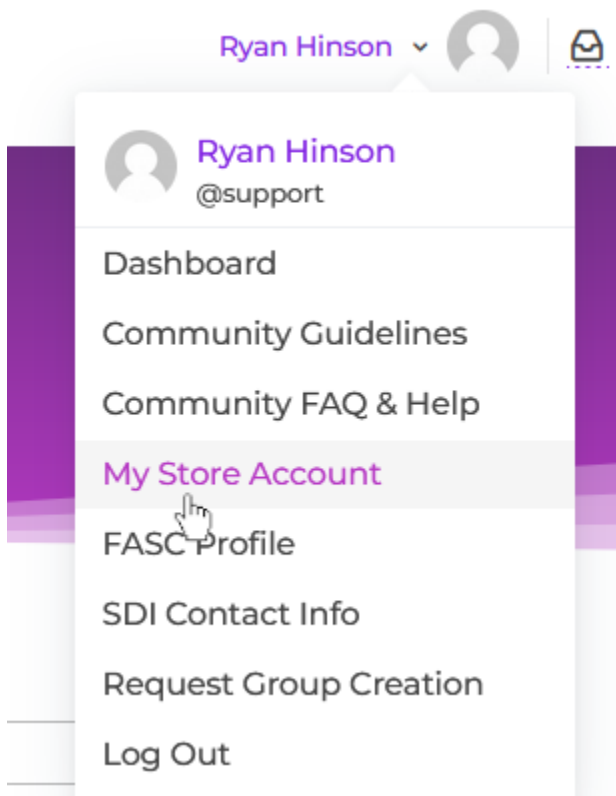 Ryan Hinson
Ryan Hinson
@support
Dashboard
Community Guidelines
Community FAQ & Help
My Store Account
FASC Profile
SDI Contact Info
Request Group Creation
Log Out